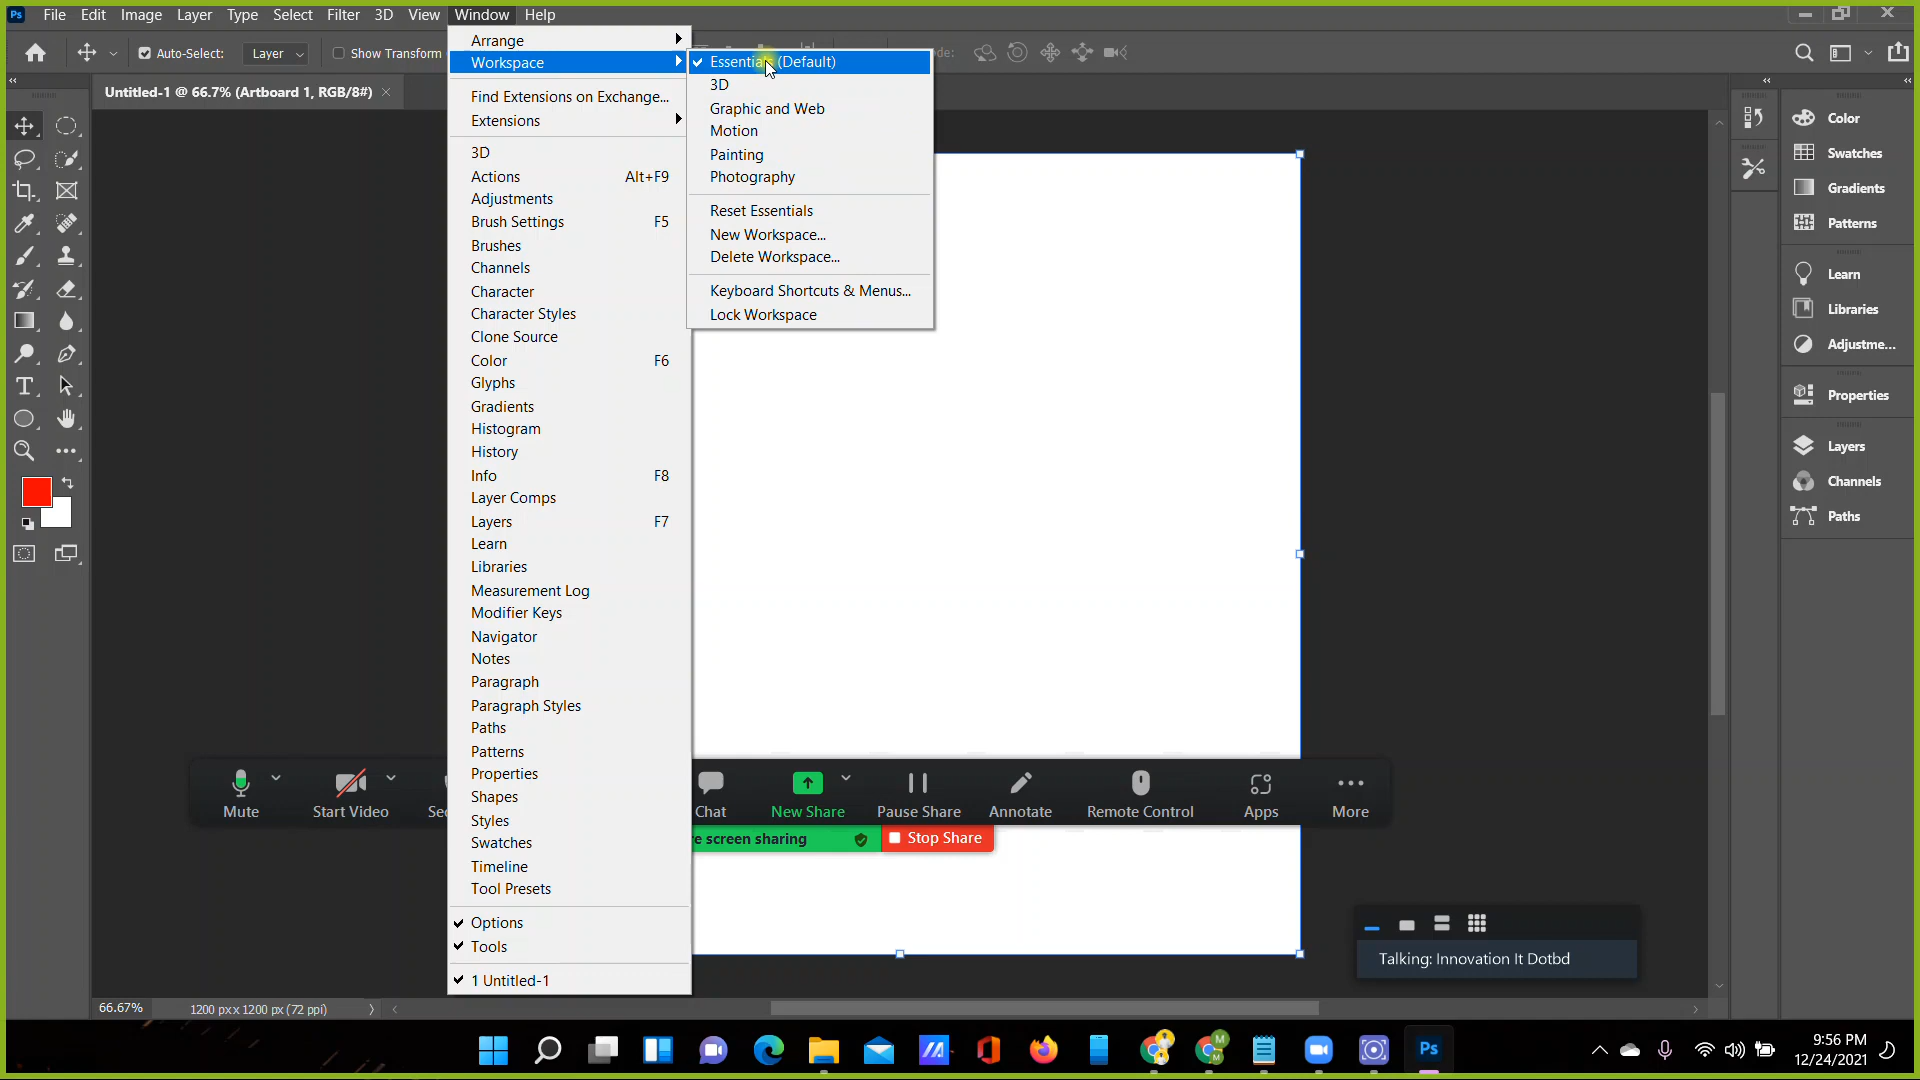 Ps File Edit Image Layer Type Select Filter 3D View Window Help
Auto-Select: Layer Show Transform
Untitled-1 @ 66.7% (Artboard 1, RGB/8#)
Arrange
Workspace
Find Extensions on Exchange...
Extensions
3D
Actions Alt+F9
Adjustments
Brush Settings F5
Brushes
Channels
Character
Character Styles
Clone Source
Color F6
Glyphs
Gradients
Histogram
History
Info F8
Layer Comps
Layers F7
Learn
Libraries
Measurement Log
Modifier Keys
Navigator
Notes
Paragraph
Paragraph Styles
Paths
Patterns
Properties
Shapes
Styles
Swatches
Timeline
Tool Presets
Options
Tools
1 Untitled-1
(Default)
3D
Graphic and Web
Motion
Painting
Photography
Reset Essentials
New Workspace...
Delete Workspace...
Keyboard Shortcuts & Menus...
Lock Workspace
Color
Swatches
Gradients
Patterns
Learn
Libraries
Adjustme...
Properties
Layers
Channels
Paths
Mute Start Video Chat New Share Pause Share Annotate Remote Control Apps More
screen sharing Stop Share
Talking: Innovation It Dotbd
66.67% 1200 px x 1200 px (72 ppi)
Ps
9:56 PM
12/24/2021